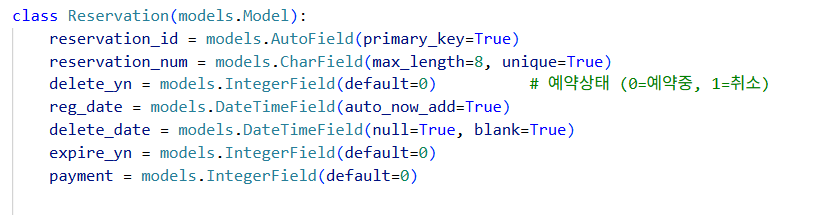 class Reservation(models.Model):
    reservation_id = models.AutoField(primary_key=True)
    reservation_num = models.CharField(max_length=8, unique=True)
    delete_yn = models.IntegerField(default=0)          # 예약상태 (0=예약중, 1=취소)
    reg_date = models.DateTimeField(auto_now_add=True)
    delete_date = models.DateTimeField(null=True, blank=True)
    expire_yn = models.IntegerField(default=0)
    payment = models.IntegerField(default=0)